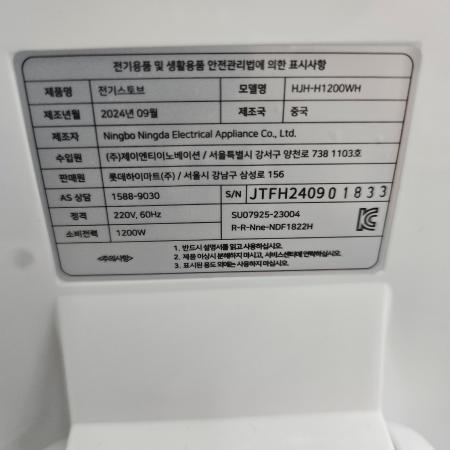 전기용품 및 생활용품 안전관리법에 의한 표시사항
제품명 전기스토브 모델명 HJH-H1200WH
제조년월 2024년 09월 제조국 중국
제조자 Ningbo Ningda Electrical Appliance Co., Ltd.
수입원 (주)제이엔티이노베이션 / 서울특별시 강서구 양천로 738 1103호
판매원 롯데하이마트(주) / 서울시 강남구 삼성로 156
AS 상담 1588-9030 S/N JTFH240901833
정격 220V, 60Hz SU07925-23004
소비전력 1200W R-R-Nne-NDF1822H
<주의사항> 1. 반드시 설명서를 읽고 사용하십시오.
2. 제품 이상시 분해하지 마시고, 서비스센터에 연락하십시오.
3. 표시된 용도 외에는 사용하지 마십시오.